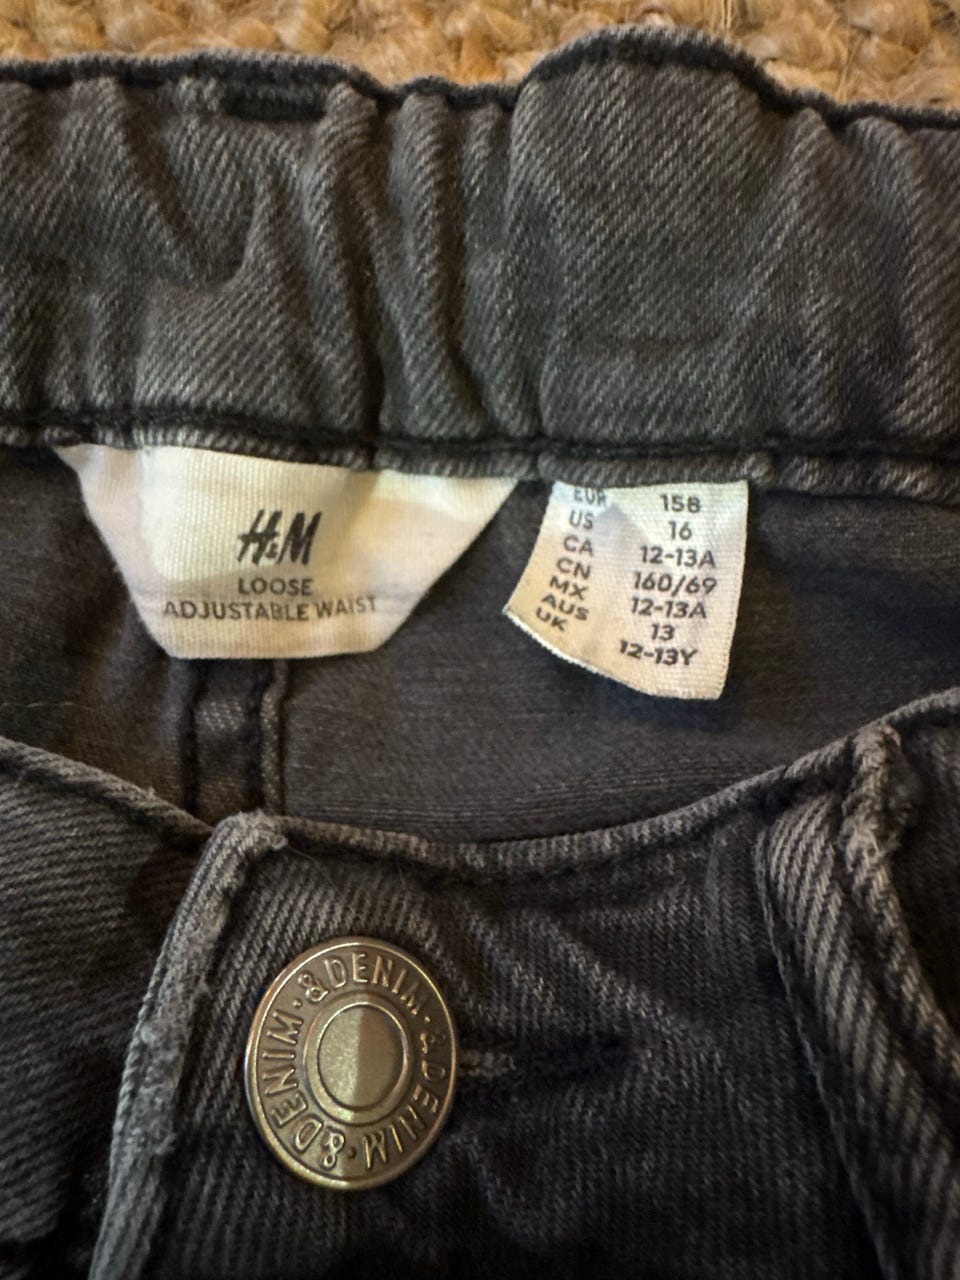 H&M
LOOSE
ADJUSTABLE WAIST
EUR 158
US 16
CA 12-13A
CN 160/69
MX 12-13A
AUS 13
UK 12-13Y
&DENIM·&DENIM·&DENIM·&DENIM·